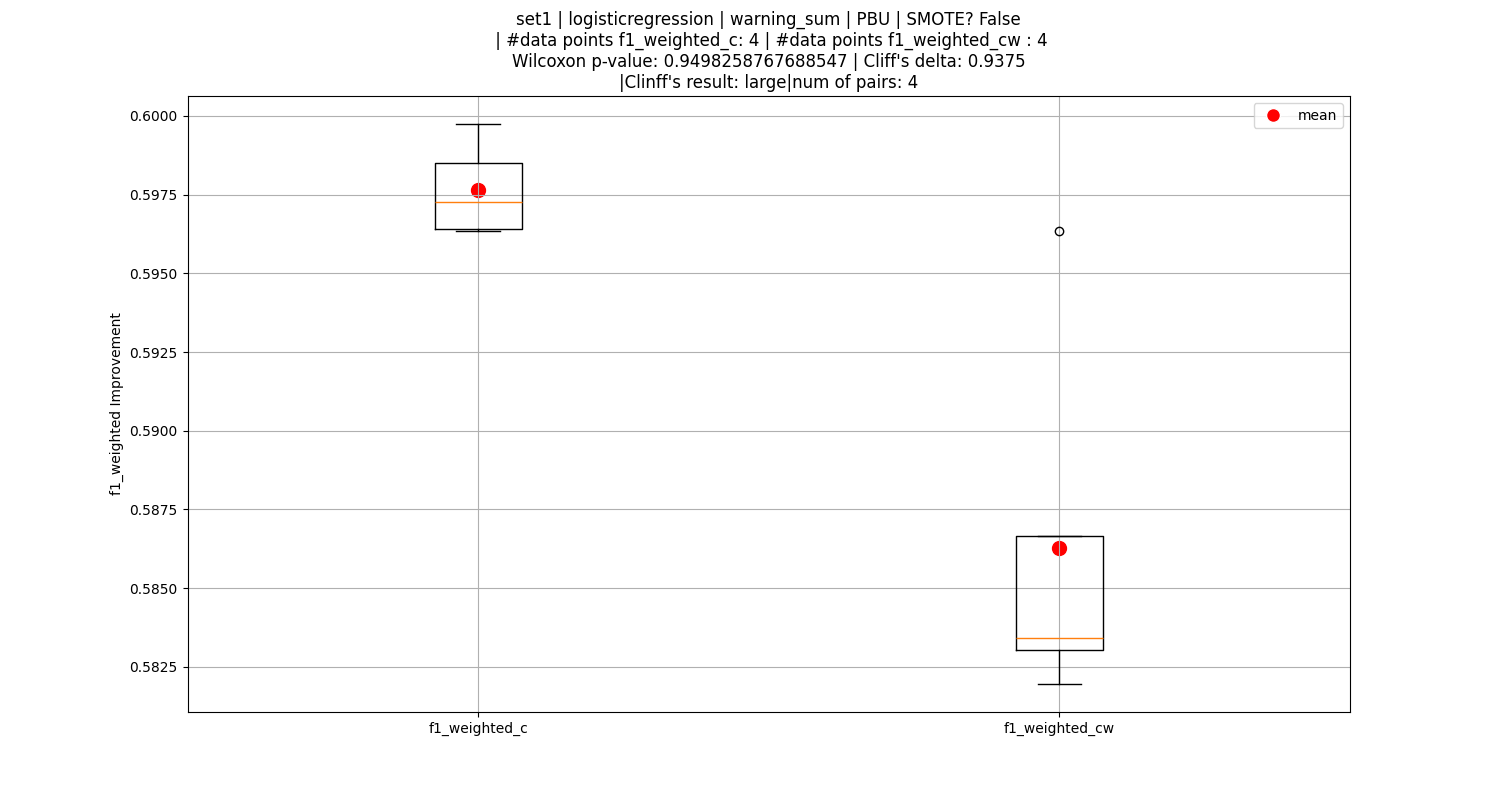 set1 | logisticregression | warning_sum | PBU | SMOTE? False
| #data points f1_weighted_c: 4 | #data points f1_weighted_cw : 4
Wilcoxon p-value: 0.9498258767688547 | Cliff's delta: 0.9375
|Clinff's result: large|num of pairs: 4
mean
0.6000
0.5975
0.5950
0.5925
0.5900
0.5875
0.5850
0.5825
f1_weighted Improvement
f1_weighted_c
f1_weighted_cw